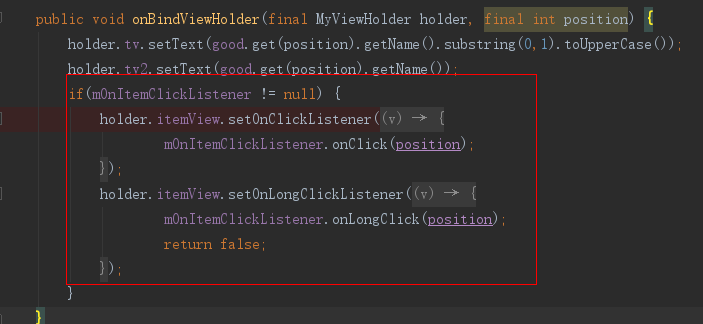 public void onBindViewHolder(final MyViewHolder holder, final int position) {
holder.tv.setText(good.get(position).getName().substring(0,1).toUpperCase());
holder.tv2.setText(good.get(position).getName());
if(mOnItemClickListener != null) {
holder.itemView.setOnClickListener((v) → {
mOnItemClickListener.onClick(position);
});
holder.itemView.setOnLongClickListener((v) → {
mOnItemClickListener.onLongClick(position);
return false;
});
}
}